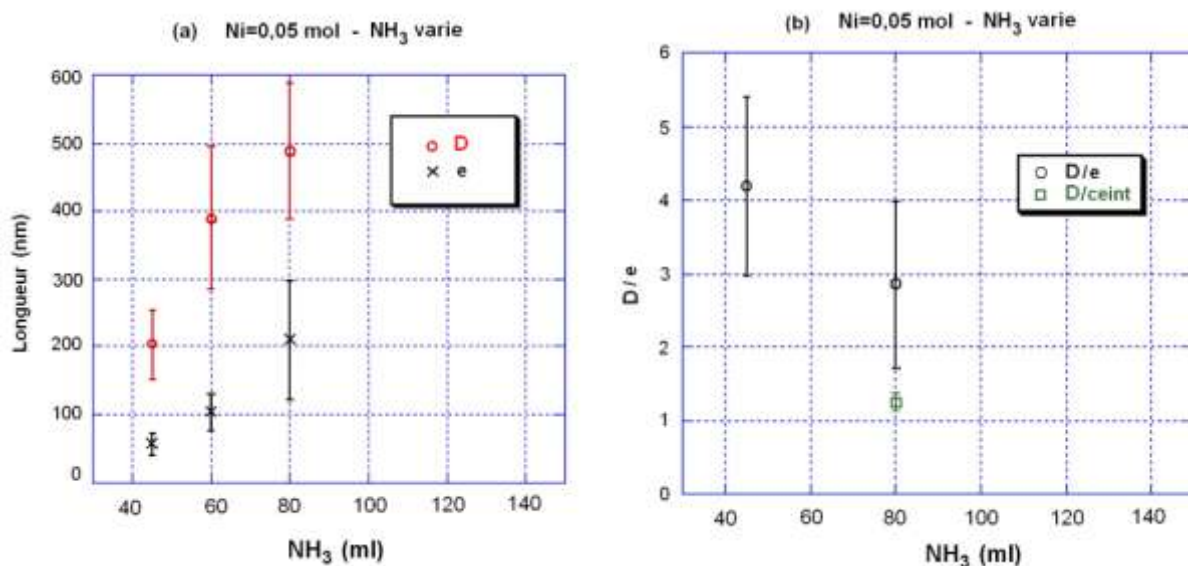 (a) Ni=0,05 mol - NH3 varie
600
500
400
300
200
100
0
Longueur (nm)
D
e
40 60 80 100 120 140
NH3 (ml)
(b) Ni=0,05 mol - NH3 varie
6
5
4
3
2
1
0
D/e
D/e
D/ceint
40 60 80 100 120 140
NH3 (ml)